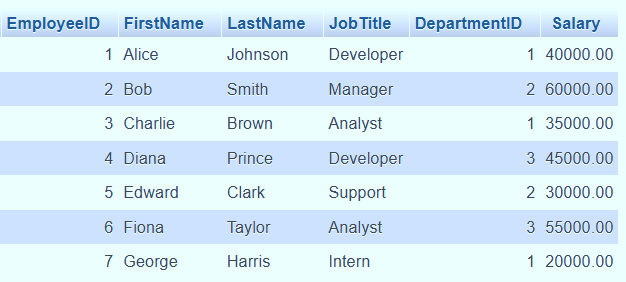 EmployeeID FirstName LastName JobTitle DepartmentID Salary
1 Alice Johnson Developer 1 40000.00
2 Bob Smith Manager 2 60000.00
3 Charlie Brown Analyst 1 35000.00
4 Diana Prince Developer 3 45000.00
5 Edward Clark Support 2 30000.00
6 Fiona Taylor Analyst 3 55000.00
7 George Harris Intern 1 20000.00